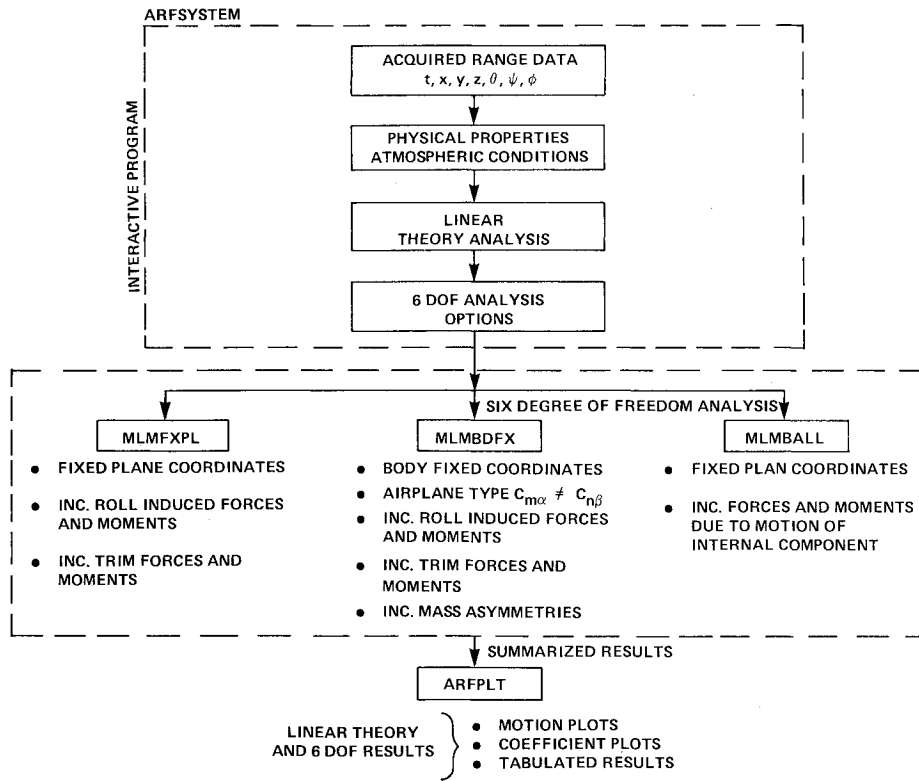 ARFSYSTEM
INTERACTIVE PROGRAM
ACQUIRED RANGE DATA
t, x, y, z, θ, ψ, ϕ
PHYSICAL PROPERTIES
ATMOSPHERIC CONDITIONS
LINEAR
THEORY ANALYSIS
6 DOF ANALYSIS
OPTIONS
SIX DEGREE OF FREEDOM ANALYSIS
MLMFXPL
● FIXED PLANE COORDINATES
● INC. ROLL INDUCED FORCES
AND MOMENTS
● INC. TRIM FORCES AND
MOMENTS
MLMBDFX
● BODY FIXED COORDINATES
● AIRPLANE TYPE C_{mα} ≠ C_{nβ}
● INC. ROLL INDUCED FORCES
AND MOMENTS
● INC. TRIM FORCES AND
MOMENTS
● INC. MASS ASYMMETRIES
MLMBALL
● FIXED PLAN COORDINATES
● INC. FORCES AND MOMENTS
DUE TO MOTION OF
INTERNAL COMPONENT
SUMMARIZED RESULTS
ARFPLT
LINEAR THEORY
AND 6 DOF RESULTS
● MOTION PLOTS
● COEFFICIENT PLOTS
● TABULATED RESULTS